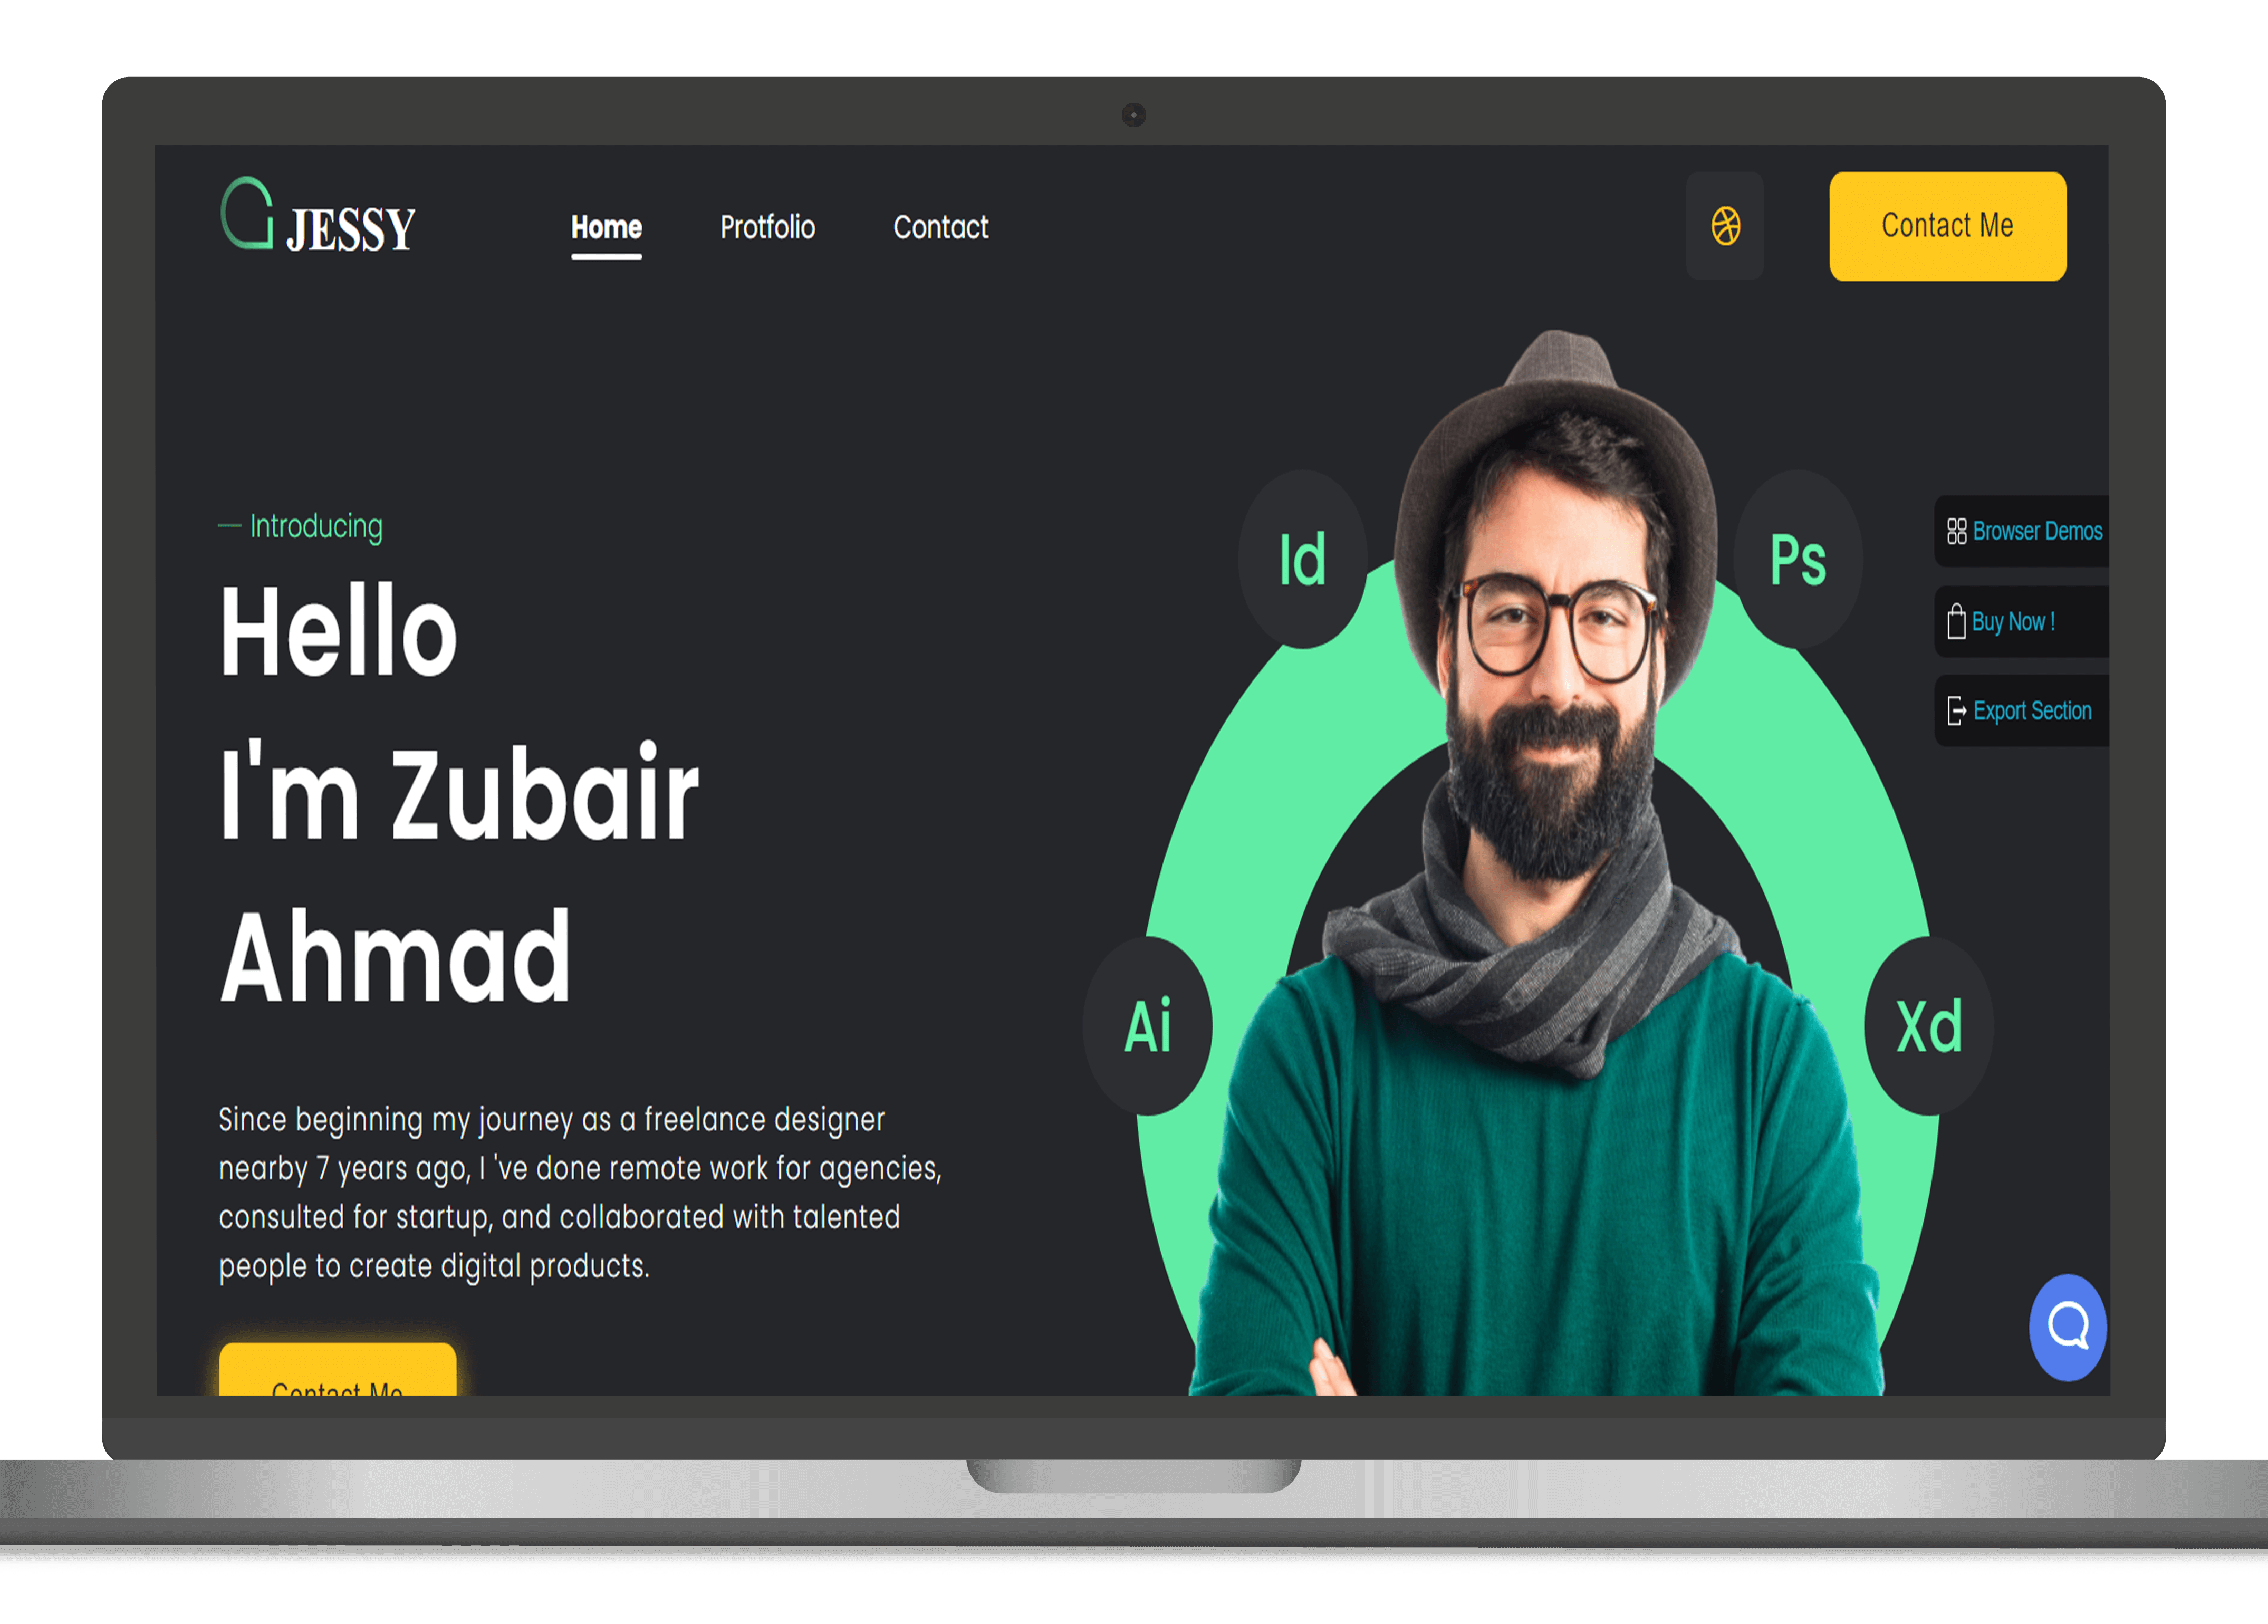 JESSY
Home
Protfolio
Contact
Contact Me
— Introducing
Hello
I'm Zubair
Ahmad
Since beginning my journey as a freelance designer
nearby 7 years ago, I 've done remote work for agencies,
consulted for startup, and collaborated with talented
people to create digital products.
Contact Me
Id
Ps
Ai
Xd
Browser Demos
Buy Now !
Export Section